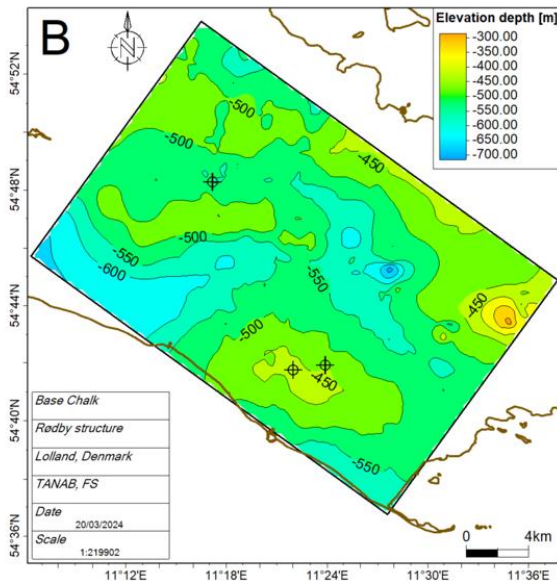 B
N
Elevation depth [m]
-300.00
-350.00
-400.00
-450.00
-500.00
-550.00
-600.00
-650.00
-700.00
54°52'N
54°48'N
54°44'N
54°40'N
54°36'N
-500
-450
-500
-500
-550
-600
-550
-450
-500
-450
-550
Base Chalk
Rødby structure
Lolland, Denmark
TANAB, FS
Date
20/03/2024
Scale
1:219902
0 4km
11°12'E 11°18'E 11°24'E 11°30'E 11°36'E